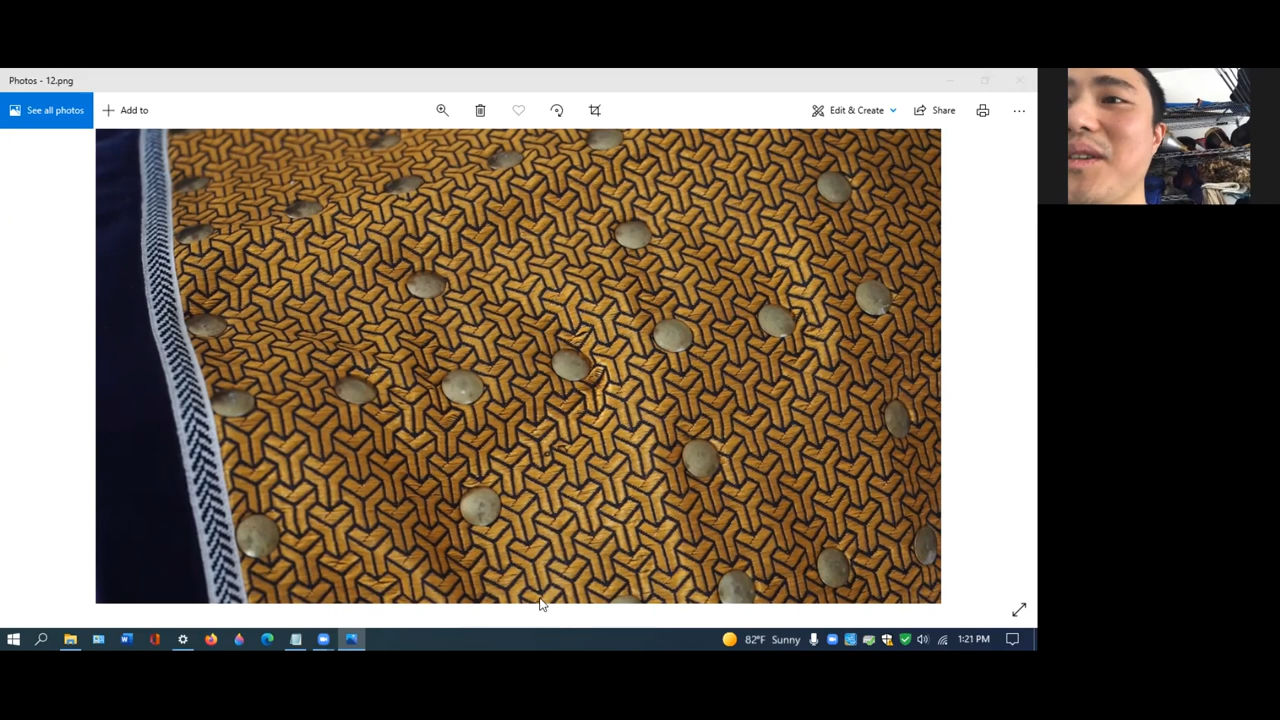 Photos - 12.png
See all photos
Add to
Edit & Create
Share
82°F Sunny
1:21 PM